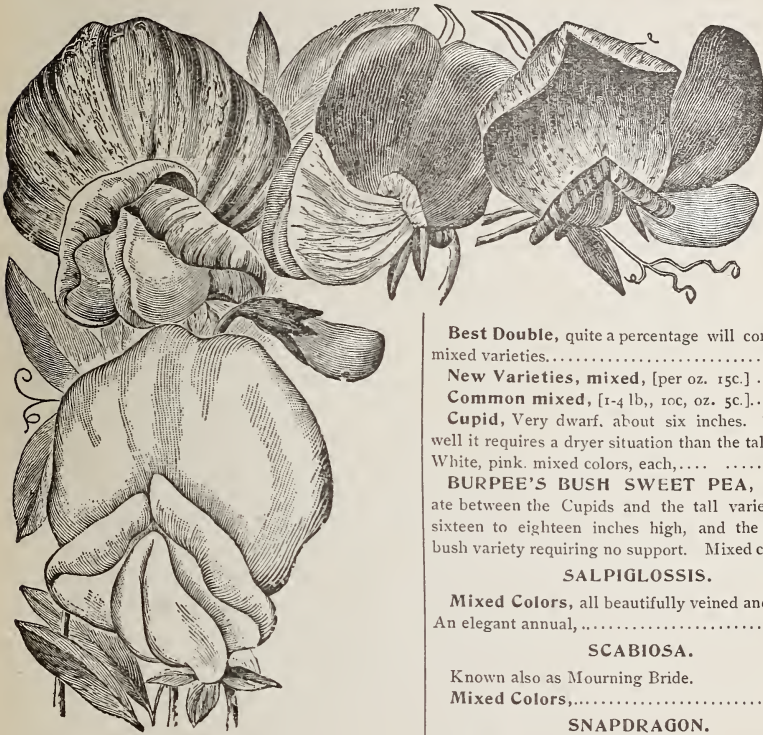 Best Double, quite a percentage will co
mixed varieties........................
New Varieties, mixed, [per oz. 15c.] .
Common mixed, [1-4 lb,, 10c, oz. 5c.]..
Cupid, Very dwarf. about six inches.
well it requires a dryer situation than the tal
White, pink. mixed colors, each,.... .....
BURPEE'S BUSH SWEET PEA,
ate between the Cupids and the tall varie
sixteen to eighteen inches high, and the
bush variety requiring no support. Mixed c
SALPIGLOSSIS.
Mixed Colors, all beautifully veined an
An elegant annual, ........................
SCABIOSA.
Known also as Mourning Bride.
Mixed Colors,........................
SNAPDRAGON.